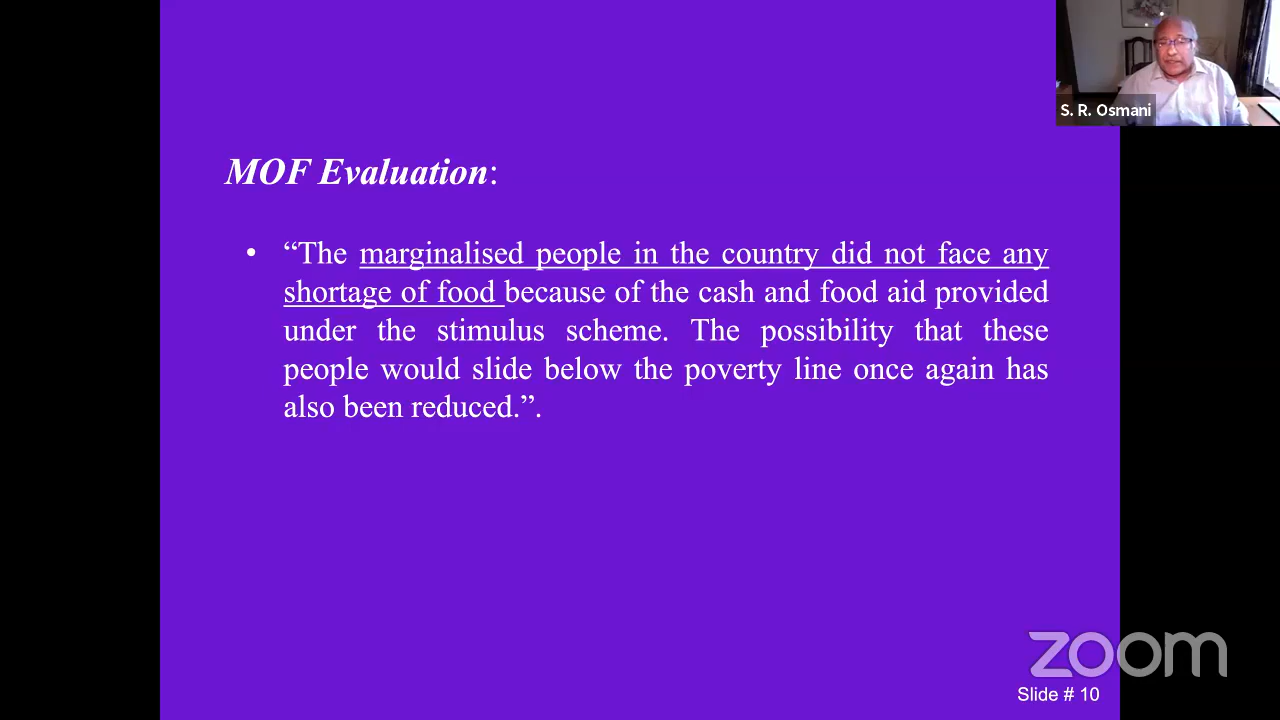 S. R. Osmani
MOF Evaluation:
• “The marginalised people in the country did not face any
shortage of food because of the cash and food aid provided
under the stimulus scheme. The possibility that these
people would slide below the poverty line once again has
also been reduced.”.
zoom
Slide # 10